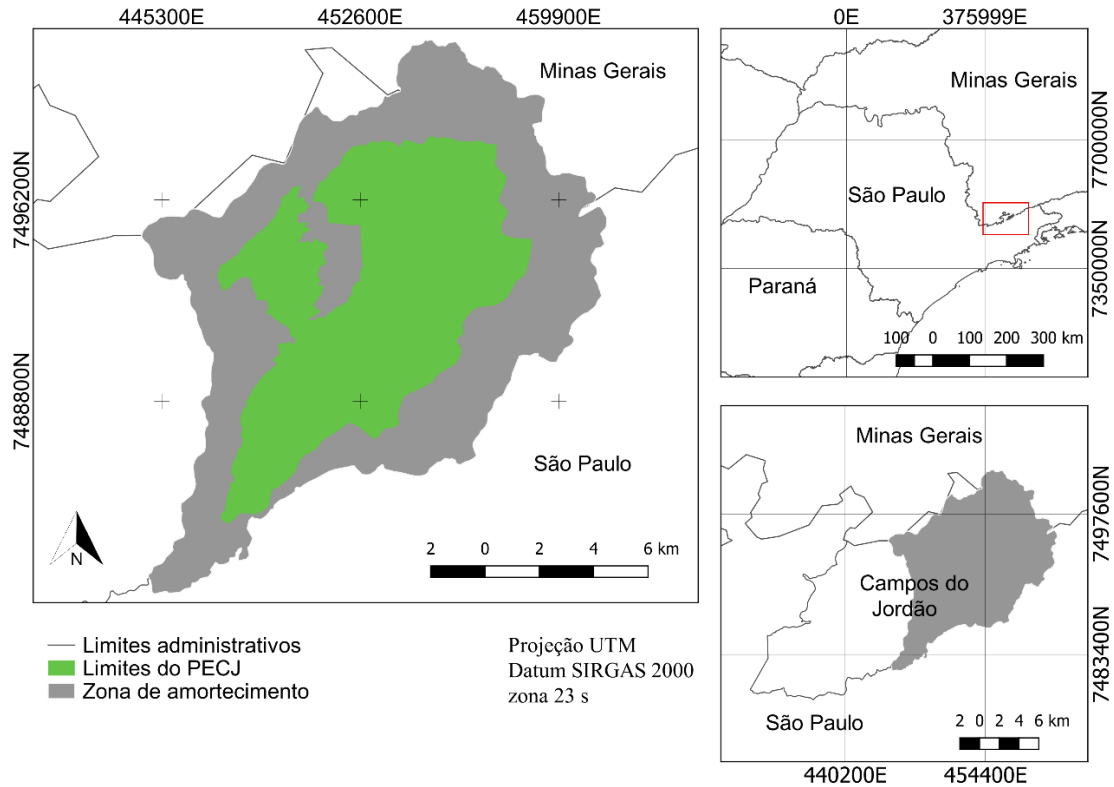 445300E 452600E 459900E
Minas Gerais
7496200N
7488800N
São Paulo
N
2 0 2 4 6 km
Limites administrativos
Limites do PECJ
Zona de amortecimento
Projeção UTM
Datum SIRGAS 2000
zona 23 s
0E 375999E
Minas Gerais
7700000N
São Paulo
7350000N
Paraná
100 0 100 200 300 km
Minas Gerais
7497600N
Campos do
Jordão
7483400N
São Paulo
2 0 2 4 6 km
440200E 454400E